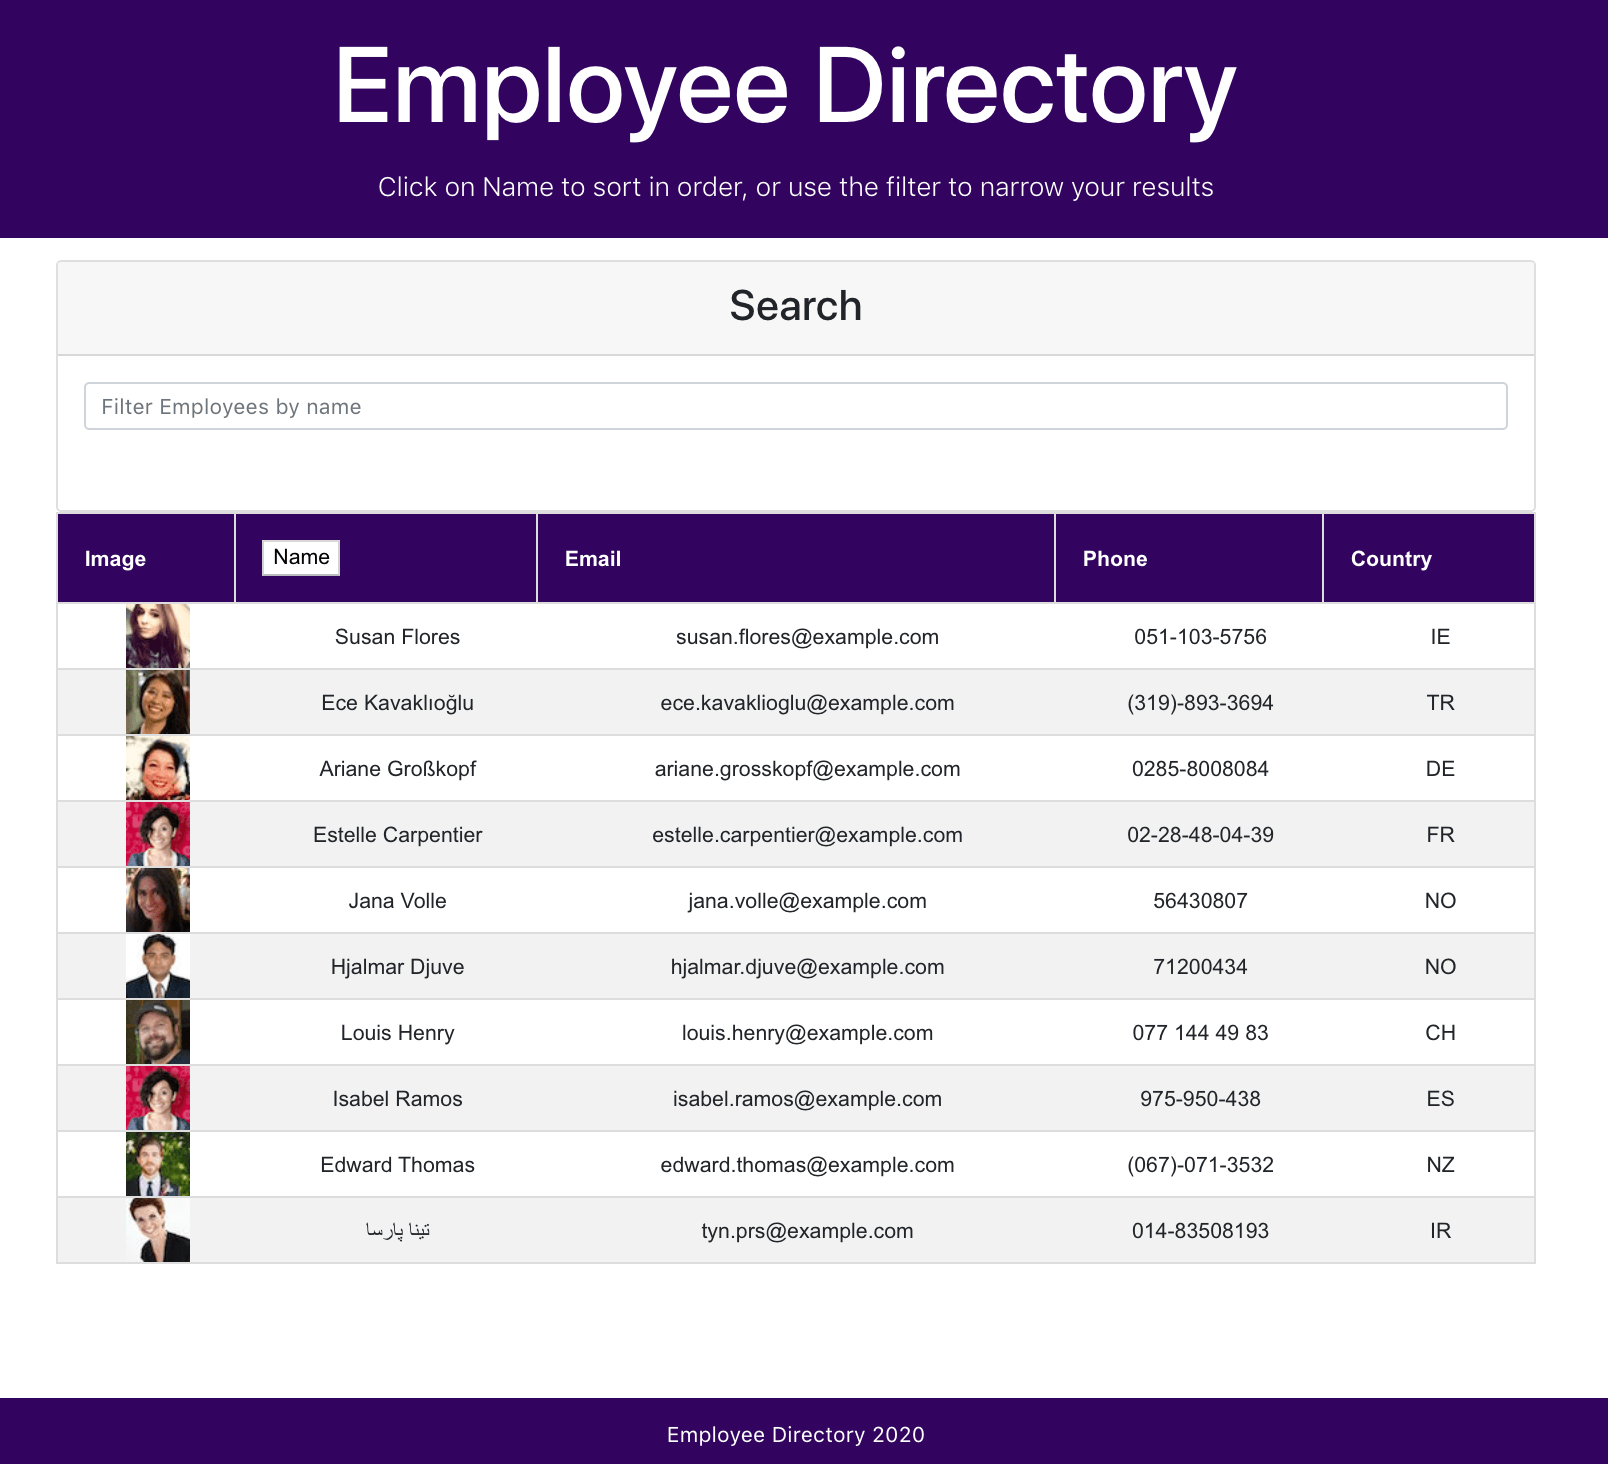 Employee Directory
Click on Name to sort in order, or use the filter to narrow your results
Search
Filter Employees by name
Image Name Email Phone Country
Susan Flores susan.flores@example.com 051-103-5756 IE
Ece Kavaklıoğlu ece.kavaklioglu@example.com (319)-893-3694 TR
Ariane Großkopf ariane.grosskopf@example.com 0285-8008084 DE
Estelle Carpentier estelle.carpentier@example.com 02-28-48-04-39 FR
Jana Volle jana.volle@example.com 56430807 NO
Hjalmar Djuve hjalmar.djuve@example.com 71200434 NO
Louis Henry louis.henry@example.com 077 144 49 83 CH
Isabel Ramos isabel.ramos@example.com 975-950-438 ES
Edward Thomas edward.thomas@example.com (067)-071-3532 NZ
تینا پارسا tyn.prs@example.com 014-83508193 IR
Employee Directory 2020